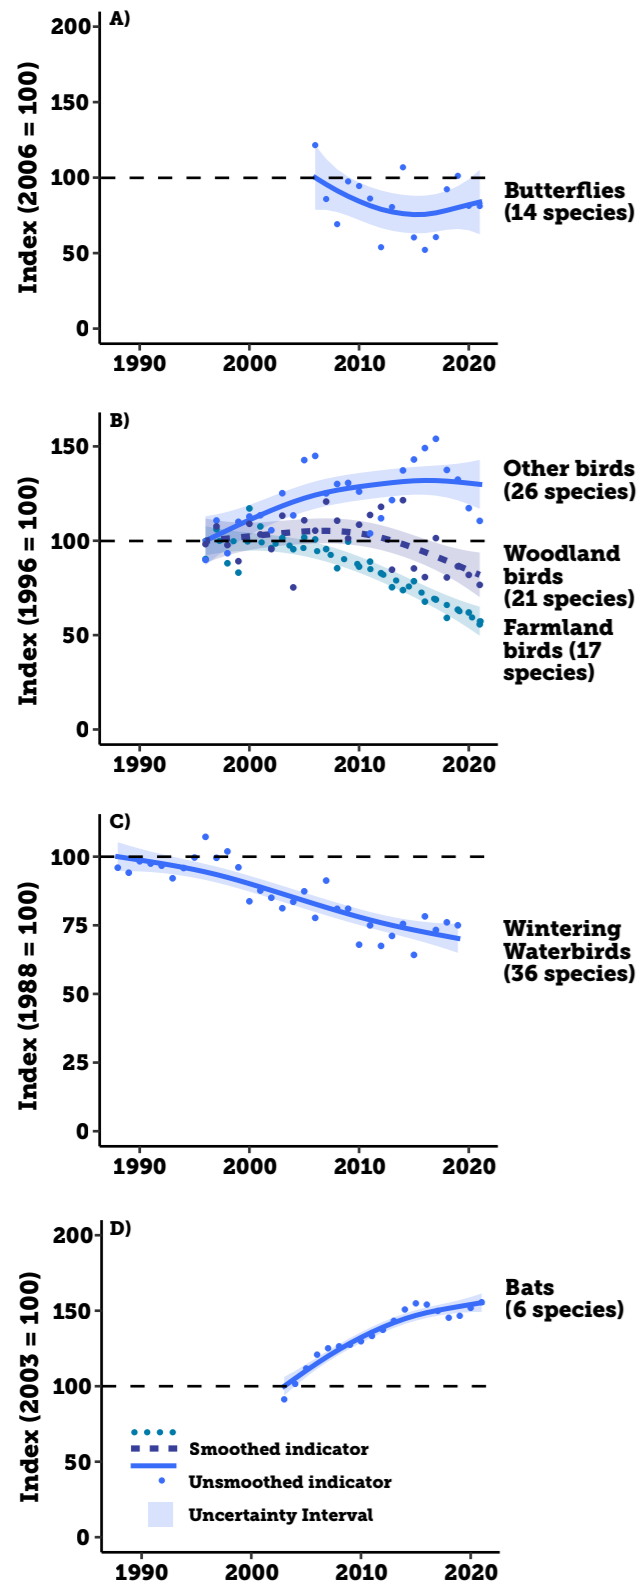 A)
Index (2006 = 100)
200
150
100
50
0
1990
2000
2010
2020
Butterflies
(14 species)
B)
Index (1996 = 100)
150
100
50
0
1990
2000
2010
2020
Other birds
(26 species)
Woodland
birds
(21 species)
Farmland
birds (17
species)
C)
Index (1988 = 100)
100
75
50
25
0
1990
2000
2010
2020
Wintering
Waterbirds
(36 species)
D)
Index (2003 = 100)
200
150
100
50
0
1990
2000
2010
2020
Bats
(6 species)
Smoothed indicator
Unsmoothed indicator
Uncertainty Interval